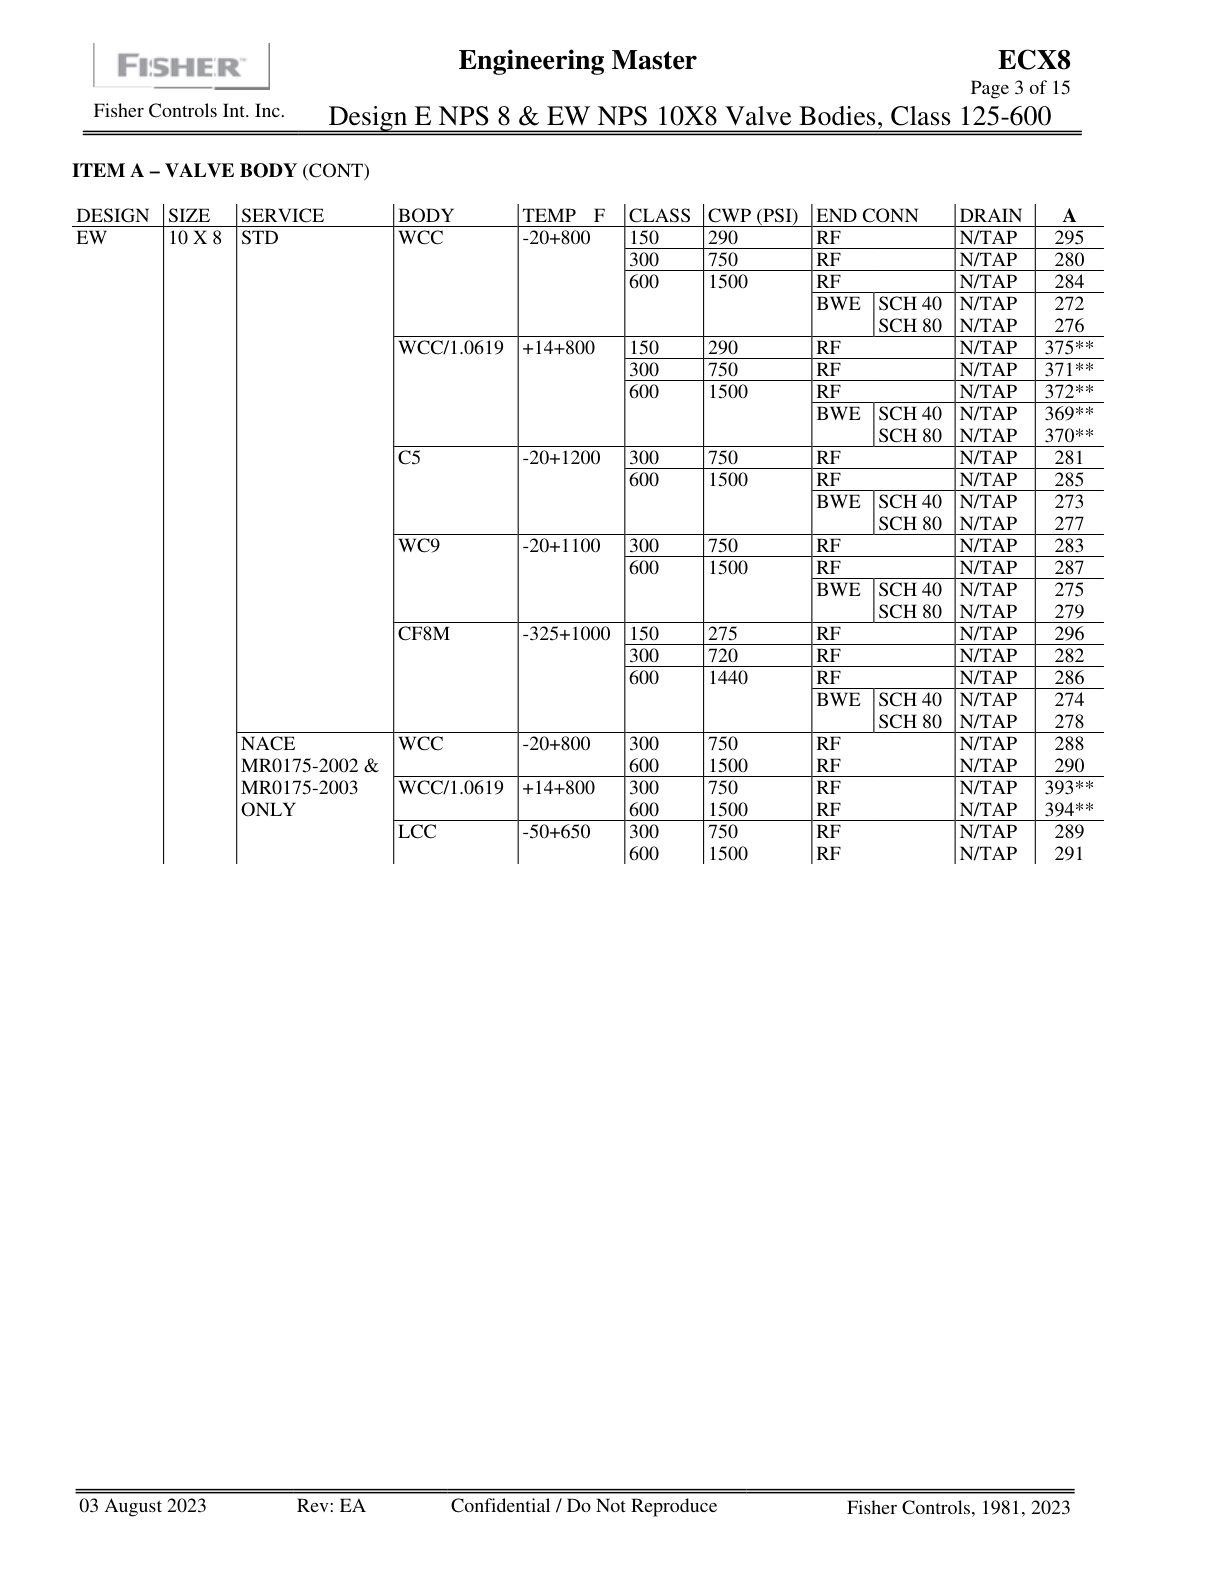 FISHER™
Engineering Master
ECX8
Page 3 of 15
Fisher Controls Int. Inc.
Design E NPS 8 & EW NPS 10X8 Valve Bodies, Class 125-600
ITEM A – VALVE BODY (CONT)
DESIGN SIZE SERVICE BODY TEMP F CLASS CWP (PSI) END CONN DRAIN A
EW 10 X 8 STD WCC -20+800 150 290 RF N/TAP 295
300 750 RF N/TAP 280
600 1500 RF N/TAP 284
BWE SCH 40 N/TAP 272
SCH 80 N/TAP 276
WCC/1.0619 +14+800 150 290 RF N/TAP 375**
300 750 RF N/TAP 371**
600 1500 RF N/TAP 372**
BWE SCH 40 N/TAP 369**
SCH 80 N/TAP 370**
C5 -20+1200 300 750 RF N/TAP 281
600 1500 RF N/TAP 285
BWE SCH 40 N/TAP 273
SCH 80 N/TAP 277
WC9 -20+1100 300 750 RF N/TAP 283
600 1500 RF N/TAP 287
BWE SCH 40 N/TAP 275
SCH 80 N/TAP 279
CF8M -325+1000 150 275 RF N/TAP 296
300 720 RF N/TAP 282
600 1440 RF N/TAP 286
BWE SCH 40 N/TAP 274
SCH 80 N/TAP 278
NACE WCC -20+800 300 750 RF N/TAP 288
MR0175-2002 & 600 1500 RF N/TAP 290
MR0175-2003 WCC/1.0619 +14+800 300 750 RF N/TAP 393**
ONLY 600 1500 RF N/TAP 394**
LCC -50+650 300 750 RF N/TAP 289
600 1500 RF N/TAP 291
03 August 2023 Rev: EA Confidential / Do Not Reproduce Fisher Controls, 1981, 2023